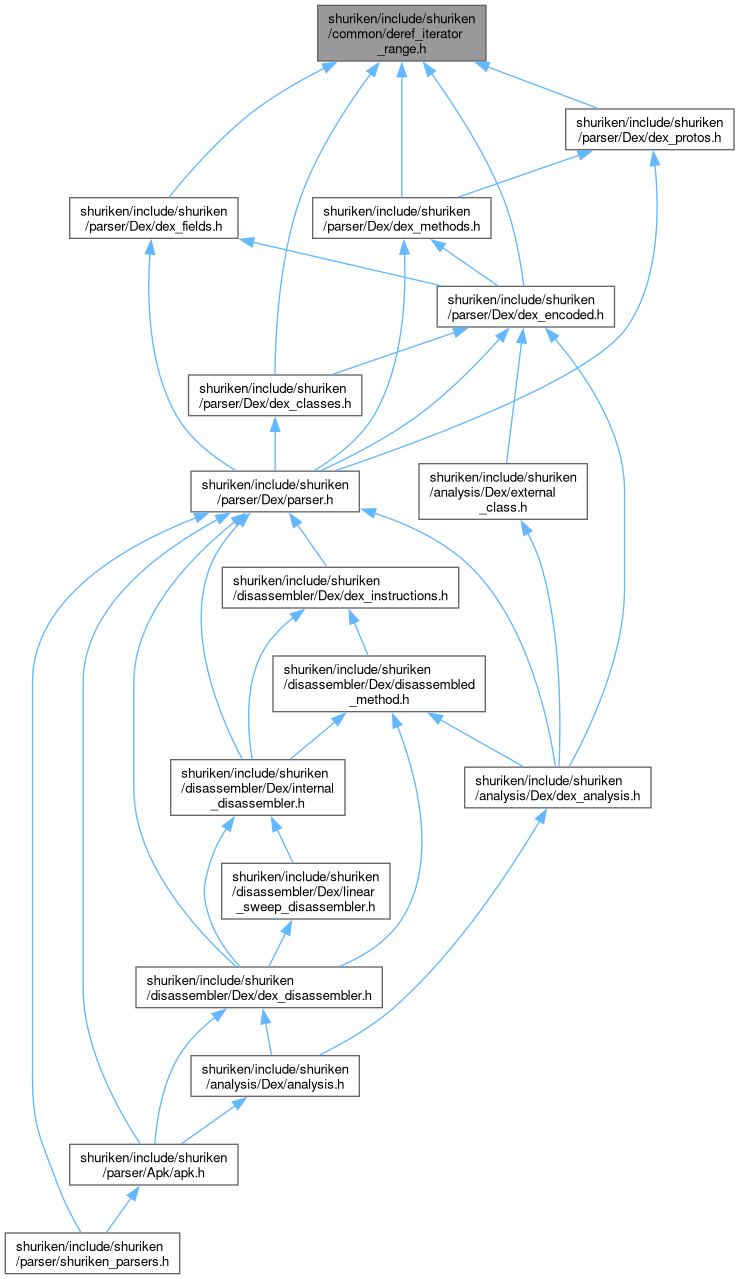 shuriken/include/shuriken
/common/deref_iterator
_range.h
shuriken/include/shuriken
/parser/Dex/dex_protos.h
shuriken/include/shuriken
/parser/Dex/dex_fields.h
shuriken/include/shuriken
/parser/Dex/dex_methods.h
shuriken/include/shuriken
/parser/Dex/dex_encoded.h
shuriken/include/shuriken
/parser/Dex/dex_classes.h
shuriken/include/shuriken
/parser/Dex/parser.h
shuriken/include/shuriken
/analysis/Dex/external
_class.h
shuriken/include/shuriken
/disassembler/Dex/dex_instructions.h
shuriken/include/shuriken
/disassembler/Dex/disassembled
_method.h
shuriken/include/shuriken
/disassembler/Dex/internal
_disassembler.h
shuriken/include/shuriken
/analysis/Dex/dex_analysis.h
shuriken/include/shuriken
/disassembler/Dex/linear
_sweep_disassembler.h
shuriken/include/shuriken
/disassembler/Dex/dex_disassembler.h
shuriken/include/shuriken
/analysis/Dex/analysis.h
shuriken/include/shuriken
/parser/Apk/apk.h
shuriken/include/shuriken
/parser/shuriken_parsers.h